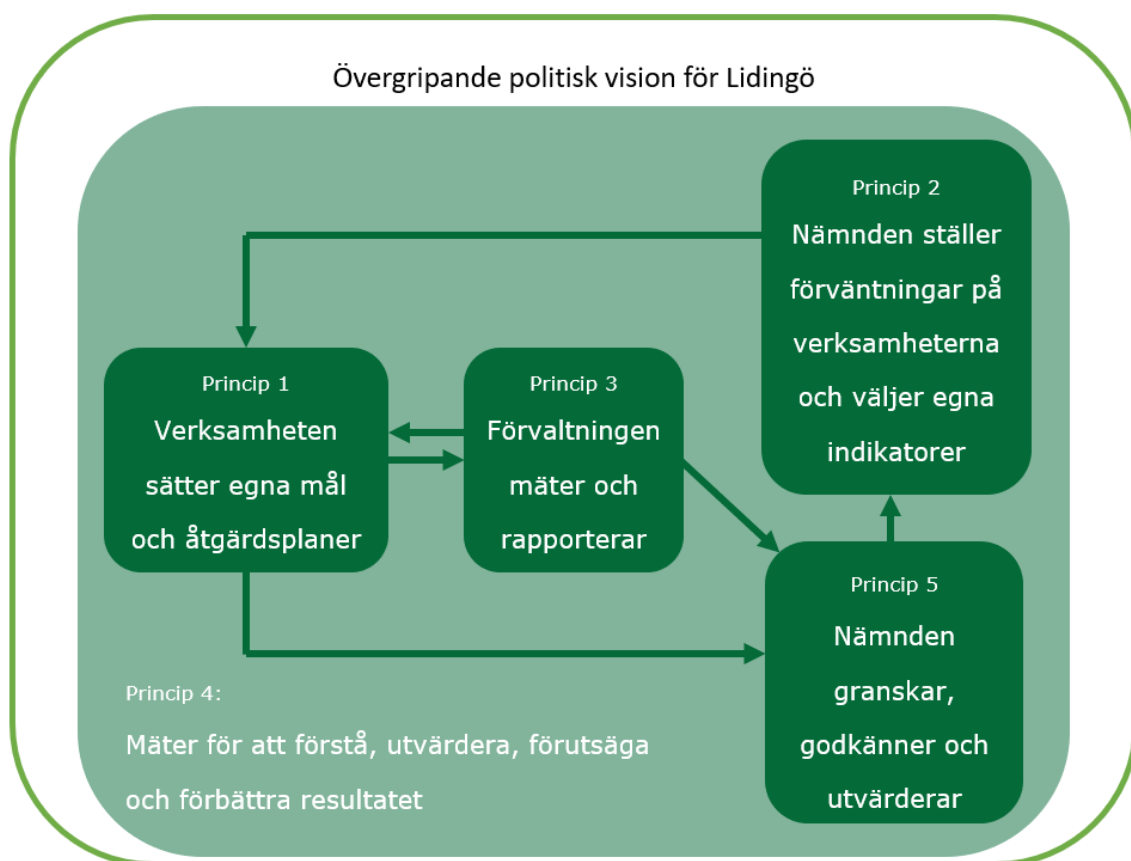 Övergripande politisk vision för Lidingö
Princip 2
Nämnden ställer
förväntningar på
verksamheterna
och väljer egna
indikatorer
Princip 1
Verksamheten
sätter egna mål
och åtgärdsplaner
Princip 3
Förvaltningen
mäter och
rapporterar
Princip 5
Nämnden
granskar,
godkänner och
utvärderar
Princip 4:
Mäter för att förstå, utvärdera, förutsäga
och förbättra resultatet